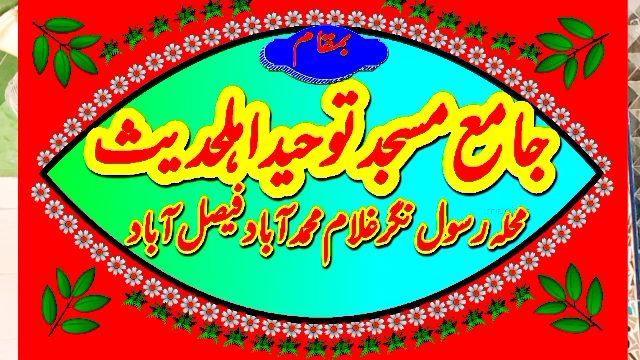 بمقام
جامع مسجد توحید اہلحدیث
محلہ رسول نگر غلام محمد آباد فیصل آباد